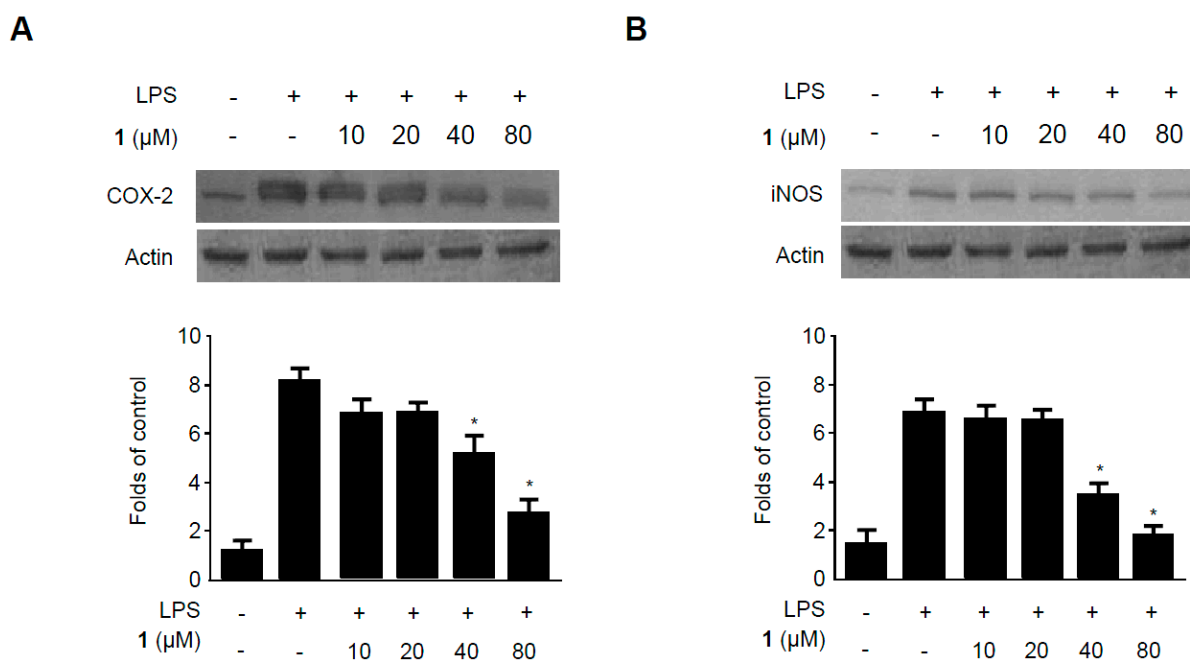 A
LPS - + + + + +
1 (µM) - - 10 20 40 80
COX-2
Actin
10
8
6
4
2
0
Folds of control
*
*
LPS - + + + + +
1 (µM) - - 10 20 40 80
B
LPS - + + + + +
1 (µM) - - 10 20 40 80
iNOS
Actin
10
8
6
4
2
0
Folds of control
*
*
LPS - + + + + +
1 (µM) - - 10 20 40 80